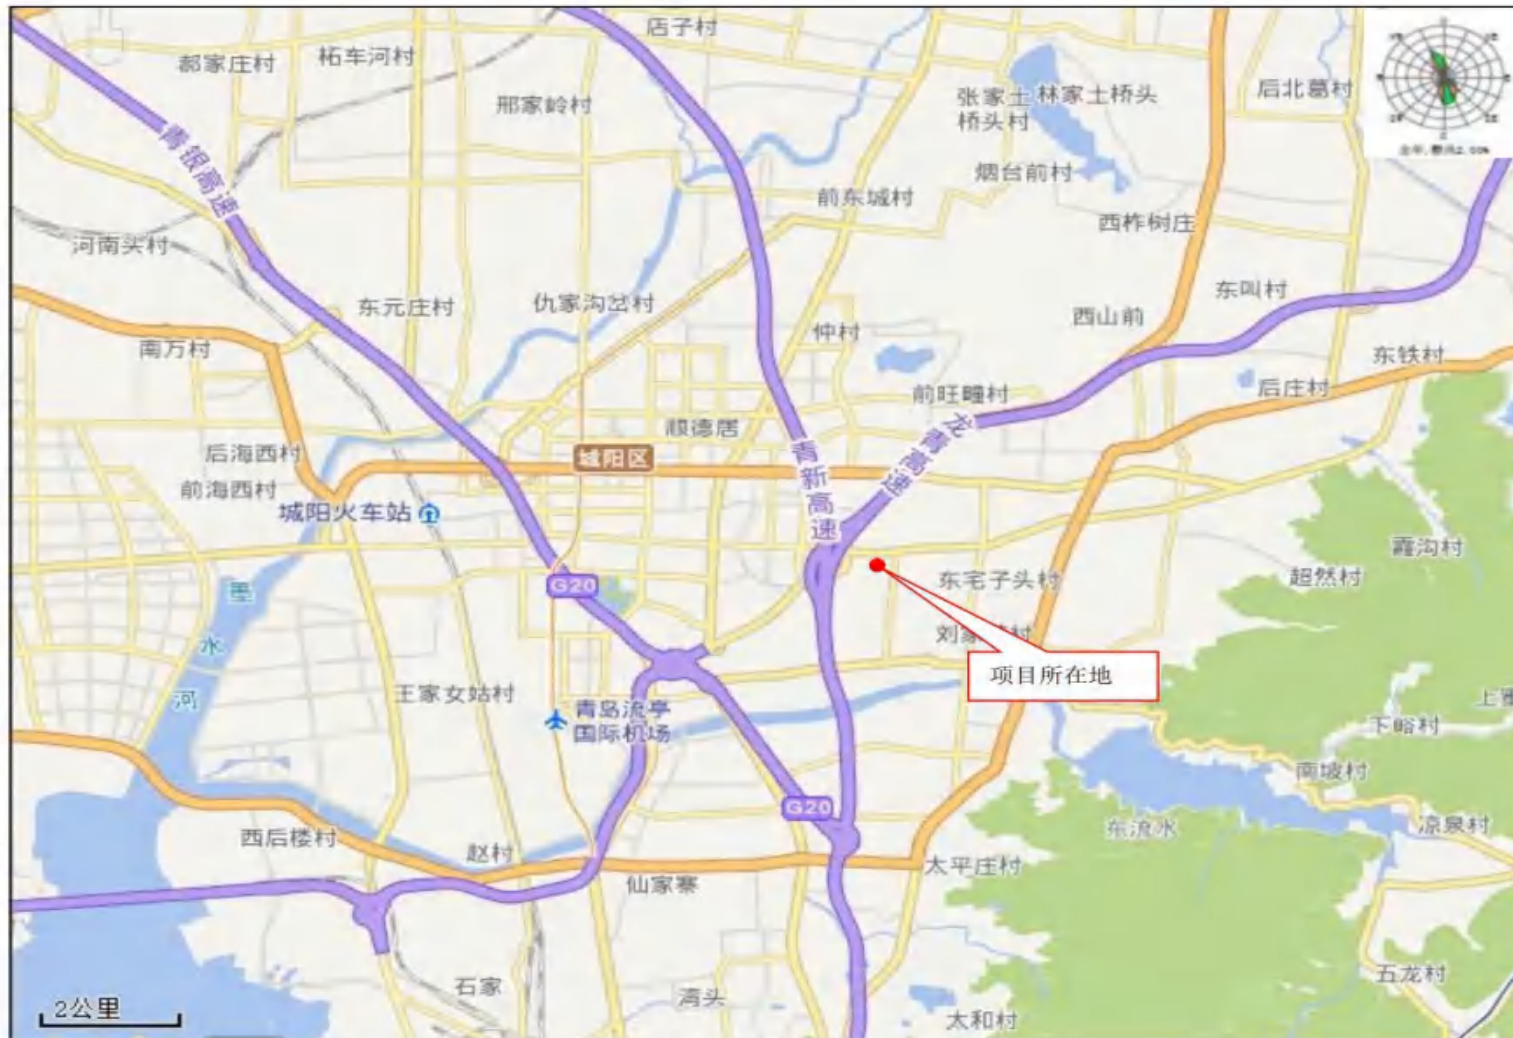 店子村
郝家庄村
柘车河村
邢家岭村
张家土
桥头村
林家土桥头
后北葛村
青银高速
烟台前村
前东城村
西柞树庄
河南头村
东元庄村
仇家沟岔村
东叫村
西山前
仲村
南万村
东铁村
后庄村
前旺疃村
顺德居
龙青高速
城阳区
青新高速
后海西村
前海西村
城阳火车站
霞沟村
超然村
东宅子头村
G20
墨水河
项目所在地
王家女姑村
青岛流亭
国际机场
下峪村
南坡村
G20
东流水
凉泉村
西后楼村
赵村
太平庄村
仙家寨
五龙村
石家
湾头
太和村
2公里